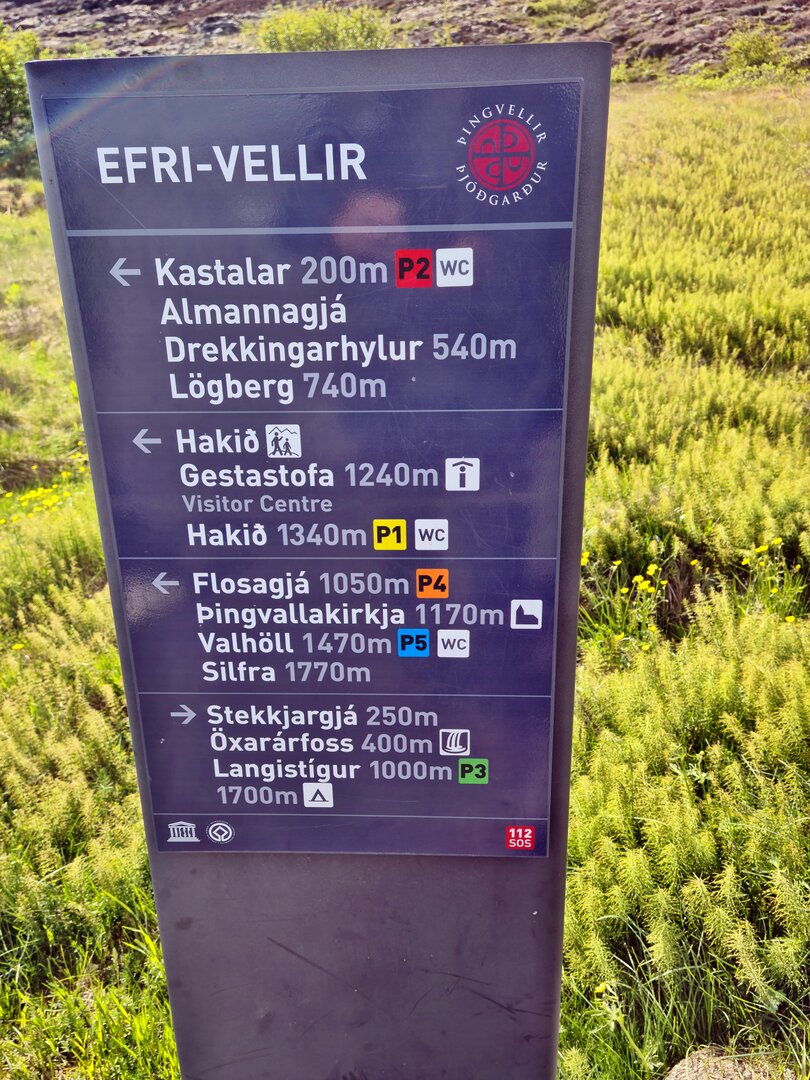 EFRI-VELLIR
ÞINGVELLIR
ÞJÓÐGARÐUR
Kastalar 200m P2 WC
Almannagjá
Drekkingarhylur 540m
Lögberg 740m
Hakið
Gestastofa 1240m i
Visitor Centre
Hakið 1340m P1 WC
Flosagjá 1050m P4
Þingvallakirkja 1170m
Valhöll 1470m P5 WC
Silfra 1770m
Stekkjargjá 250m
Öxarárfoss 400m
Langistígur 1000m P3
1700m
112
SOS